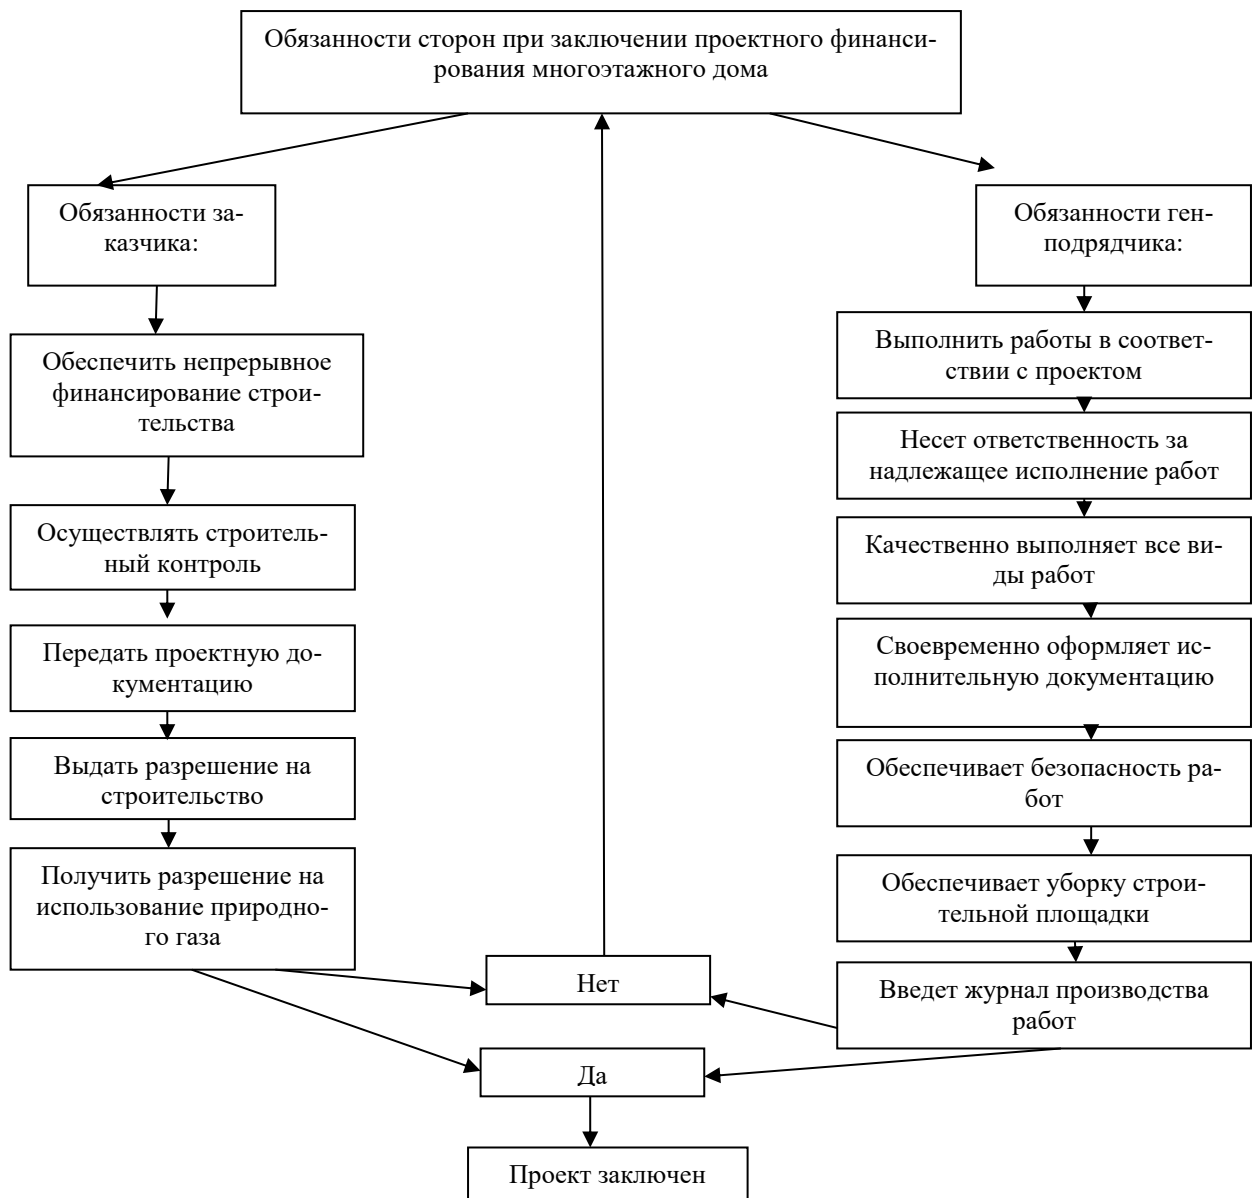 Обязанности сторон при заключении проектного финанси-
рования многоэтажного дома
Обязанности за-
казчика:
Обеспечить непрерывное
финансирование строи-
тельства
Осуществлять строитель-
ный контроль
Передать проектную до-
кументацию
Выдать разрешение на
строительство
Получить разрешение на
использование природно-
го газа
Обязанности ген-
подрядчика:
Выполнить работы в соответ-
ствии с проектом
Несет ответственность за
надлежащее исполнение работ
Качественно выполняет все ви-
ды работ
Своевременно оформляет ис-
полнительную документацию
Обеспечивает безопасность ра-
бот
Обеспечивает уборку строи-
тельной площадки
Введет журнал производства
работ
Нет
Да
Проект заключен